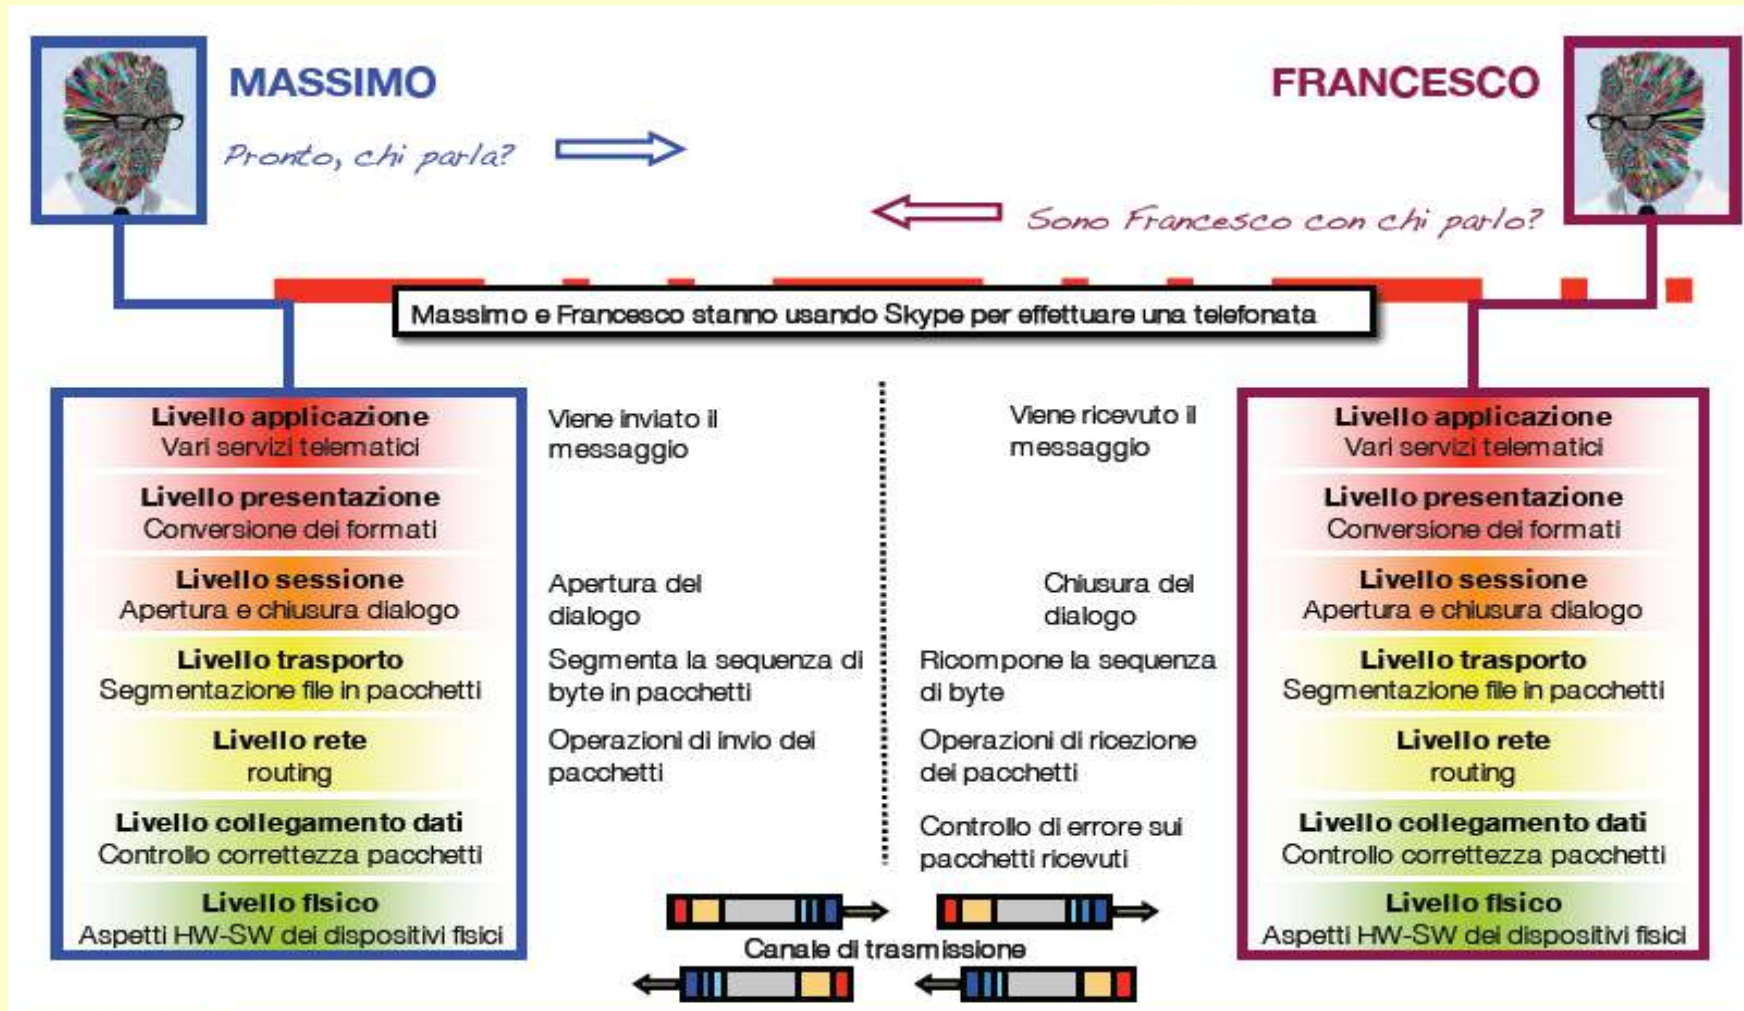 MASSIMO
Pronto, chi parla?
FRANCESCO
Sono Francesco con chi parlo?
Massimo e Francesco stanno usando Skype per effettuare una telefonata
Livello applicazione
Vari servizi telematici
Livello presentazione
Conversione dei formati
Livello sessione
Apertura e chiusura dialogo
Livello trasporto
Segmentazione file in pacchetti
Livello rete
routing
Livello collegamento dati
Controllo correttezza pacchetti
Livello fisico
Aspetti HW-SW dei dispositivi fisici
Viene inviato il
messaggio
Apertura del
dialogo
Segmenta la sequenza di
byte in pacchetti
Operazioni di invio dei
pacchetti
Viene ricevuto il
messaggio
Chiusura del
dialogo
Ricompone la sequenza
di byte
Operazioni di ricezione
dei pacchetti
Controllo di errore sui
pacchetti ricevuti
Canale di trasmissione
Livello applicazione
Vari servizi telematici
Livello presentazione
Conversione dei formati
Livello sessione
Apertura e chiusura dialogo
Livello trasporto
Segmentazione file in pacchetti
Livello rete
routing
Livello collegamento dati
Controllo correttezza pacchetti
Livello fisico
Aspetti HW-SW dei dispositivi fisici